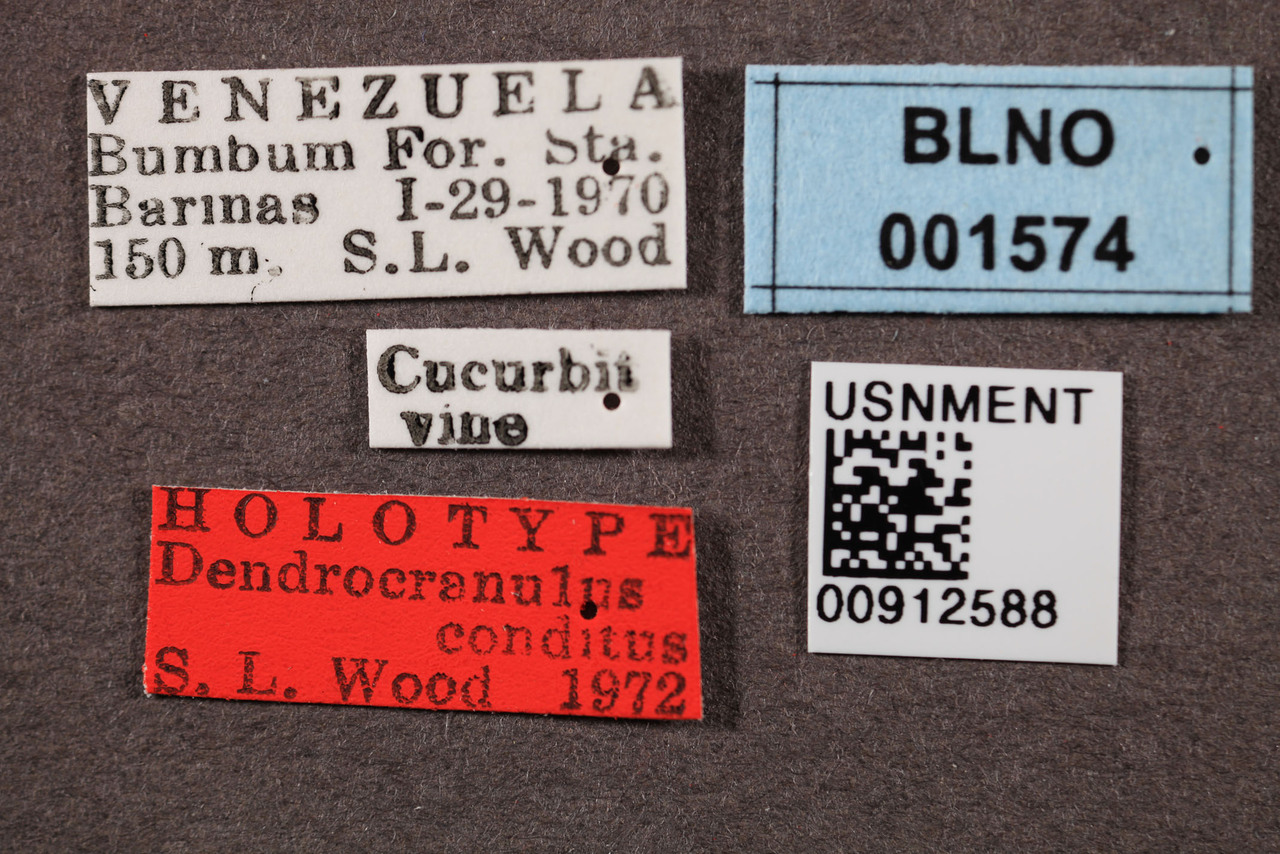 VENEZUELA
Bumbum For. Sta.
Barinas I-29-1970
150 m. S.L. Wood
BLNO
001574
Cucurbit
vine
USNMENT
00912588
HOLOTYPE
Dendrocranulus
conditus
S. L. Wood 1972